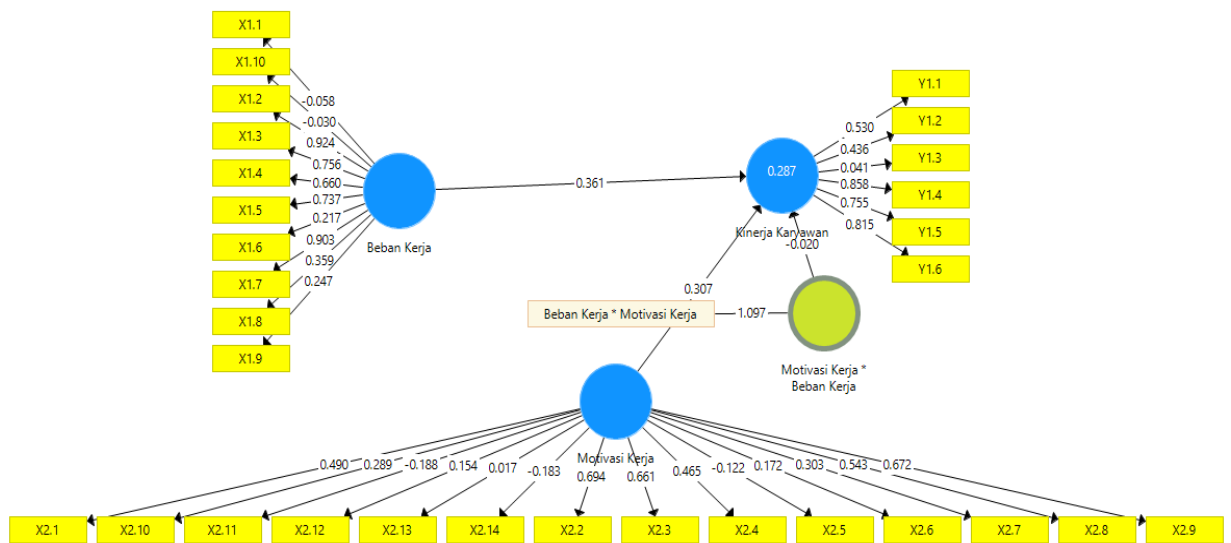 X1.1
X1.10
X1.2
X1.3
X1.4
X1.5
X1.6
X1.7
X1.8
X1.9
-0.058
-0.030
0.924
0.756
0.660
0.737
0.217
0.903
0.359
0.247
Beban Kerja
0.361
0.287
Kinerja Karyawan
0.530
0.436
0.041
0.858
0.755
0.815
Y1.1
Y1.2
Y1.3
Y1.4
Y1.5
Y1.6
-0.020
0.307
Beban Kerja * Motivasi Kerja
1.097
Motivasi Kerja *
Beban Kerja
Motivasi Kerja
0.490
0.289
-0.188
0.154
0.017
-0.183
0.694
0.661
0.465
-0.122
0.172
0.303
0.543
0.672
X2.1
X2.10
X2.11
X2.12
X2.13
X2.14
X2.2
X2.3
X2.4
X2.5
X2.6
X2.7
X2.8
X2.9